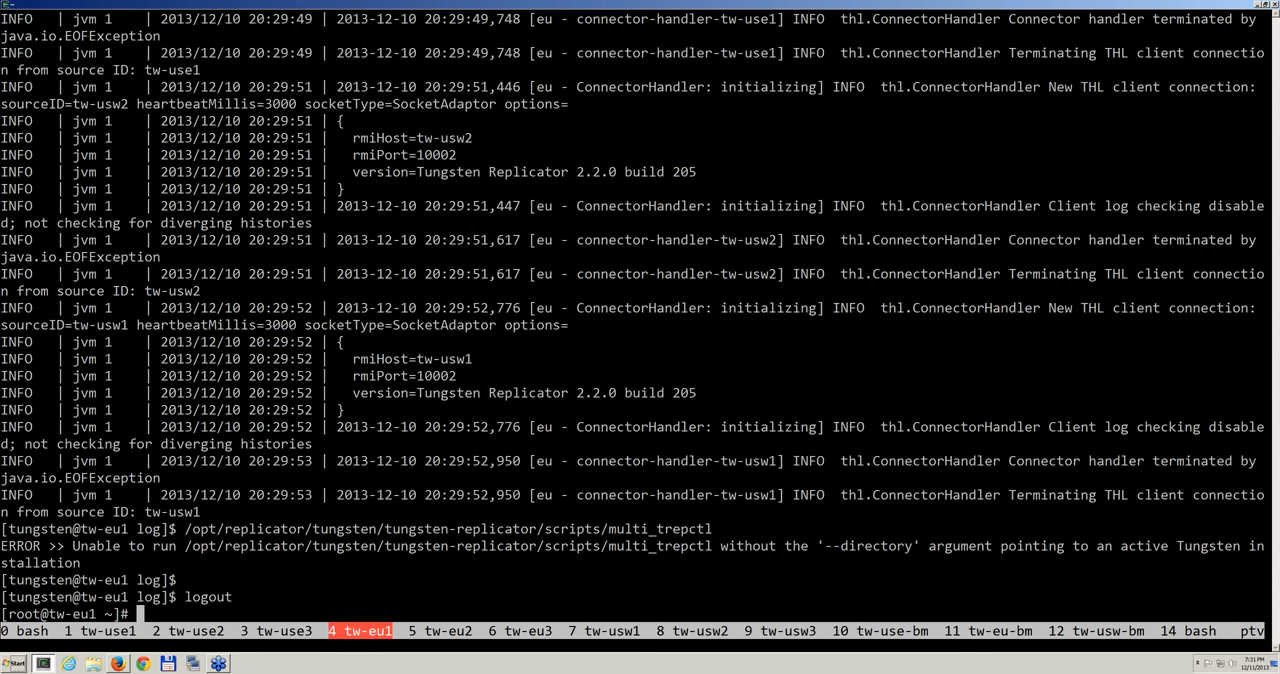 INFO   | jvm 1    | 2013/12/10 20:29:49 | 2013-12-10 20:29:49,748 [eu - connector-handler-tw-use1] INFO  thl.ConnectorHandler Connector handler terminated by
java.io.EOFException
INFO   | jvm 1    | 2013/12/10 20:29:49 | 2013-12-10 20:29:49,748 [eu - connector-handler-tw-use1] INFO  thl.ConnectorHandler Terminating THL client connectio
n from source ID: tw-use1
INFO   | jvm 1    | 2013/12/10 20:29:51 | 2013-12-10 20:29:51,446 [eu - ConnectorHandler: initializing] INFO  thl.ConnectorHandler New THL client connection:
sourceID=tw-usw2 heartbeatMillis=3000 socketType=SocketAdaptor options=
INFO   | jvm 1    | 2013/12/10 20:29:51 | {
INFO   | jvm 1    | 2013/12/10 20:29:51 |   rmiHost=tw-usw2
INFO   | jvm 1    | 2013/12/10 20:29:51 |   rmiPort=10002
INFO   | jvm 1    | 2013/12/10 20:29:51 |   version=Tungsten Replicator 2.2.0 build 205
INFO   | jvm 1    | 2013/12/10 20:29:51 | }
INFO   | jvm 1    | 2013/12/10 20:29:51 | 2013-12-10 20:29:51,447 [eu - ConnectorHandler: initializing] INFO  thl.ConnectorHandler Client log checking disable
d; not checking for diverging histories
INFO   | jvm 1    | 2013/12/10 20:29:51 | 2013-12-10 20:29:51,617 [eu - connector-handler-tw-usw2] INFO  thl.ConnectorHandler Connector handler terminated by
java.io.EOFException
INFO   | jvm 1    | 2013/12/10 20:29:51 | 2013-12-10 20:29:51,617 [eu - connector-handler-tw-usw2] INFO  thl.ConnectorHandler Terminating THL client connectio
n from source ID: tw-usw2
INFO   | jvm 1    | 2013/12/10 20:29:52 | 2013-12-10 20:29:52,776 [eu - ConnectorHandler: initializing] INFO  thl.ConnectorHandler New THL client connection:
sourceID=tw-usw1 heartbeatMillis=3000 socketType=SocketAdaptor options=
INFO   | jvm 1    | 2013/12/10 20:29:52 | {
INFO   | jvm 1    | 2013/12/10 20:29:52 |   rmiHost=tw-usw1
INFO   | jvm 1    | 2013/12/10 20:29:52 |   rmiPort=10002
INFO   | jvm 1    | 2013/12/10 20:29:52 |   version=Tungsten Replicator 2.2.0 build 205
INFO   | jvm 1    | 2013/12/10 20:29:52 | }
INFO   | jvm 1    | 2013/12/10 20:29:52 | 2013-12-10 20:29:52,776 [eu - ConnectorHandler: initializing] INFO  thl.ConnectorHandler Client log checking disable
d; not checking for diverging histories
INFO   | jvm 1    | 2013/12/10 20:29:53 | 2013-12-10 20:29:52,950 [eu - connector-handler-tw-usw1] INFO  thl.ConnectorHandler Connector handler terminated by
java.io.EOFException
INFO   | jvm 1    | 2013/12/10 20:29:53 | 2013-12-10 20:29:52,950 [eu - connector-handler-tw-usw1] INFO  thl.ConnectorHandler Terminating THL client connectio
n from source ID: tw-usw1
[tungsten@tw-eu1 log]$ /opt/replicator/tungsten/tungsten-replicator/scripts/multi_trepctl
ERROR >> Unable to run /opt/replicator/tungsten/tungsten-replicator/scripts/multi_trepctl without the '--directory' argument pointing to an active Tungsten in
stallation
[tungsten@tw-eu1 log]$
[tungsten@tw-eu1 log]$ logout
[root@tw-eu1 ~]#
0 bash  1 tw-use1  2 tw-use2  3 tw-use3  4 tw-eu1  5 tw-eu2  6 tw-eu3  7 tw-usw1  8 tw-usw2  9 tw-usw3  10 tw-use-bm  11 tw-eu-bm  12 tw-usw-bm  14 bash   ptv
Start
7:31 PM
12/11/2013